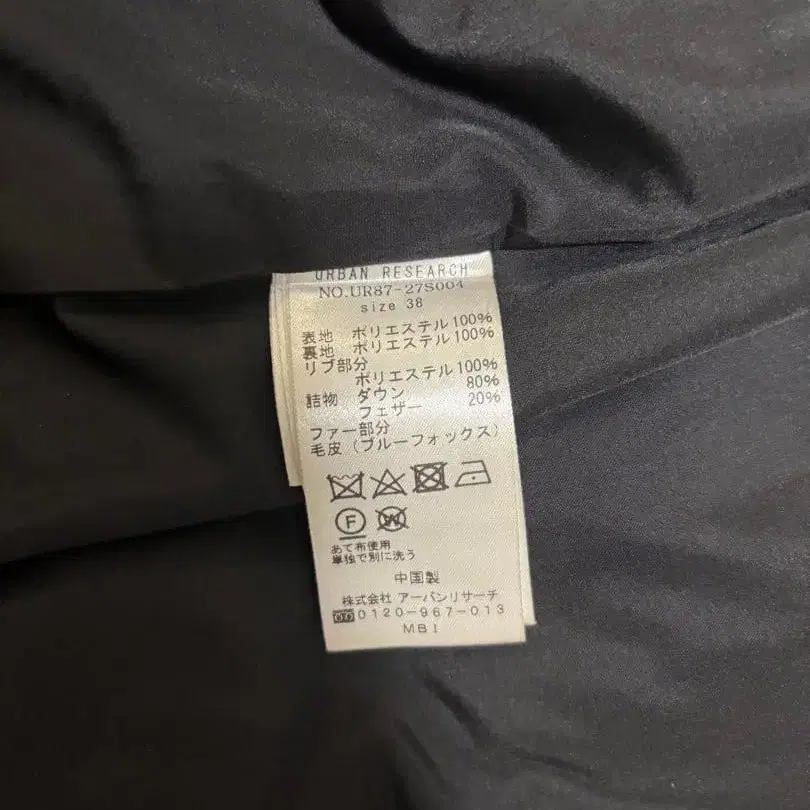 URBAN RESEARCH
NO.UR87-27S004
size 38
表地 ポリエステル100%
裏地 ポリエステル100%
リブ部分
ポリエステル100%
詰物 ダウン 80%
フェザー 20%
ファー部分
毛皮(ブルーフォックス)
F W
あて布使用
単独で別に洗う
中国製
株式会社 アーバンリサーチ
0120-967-013
MBI